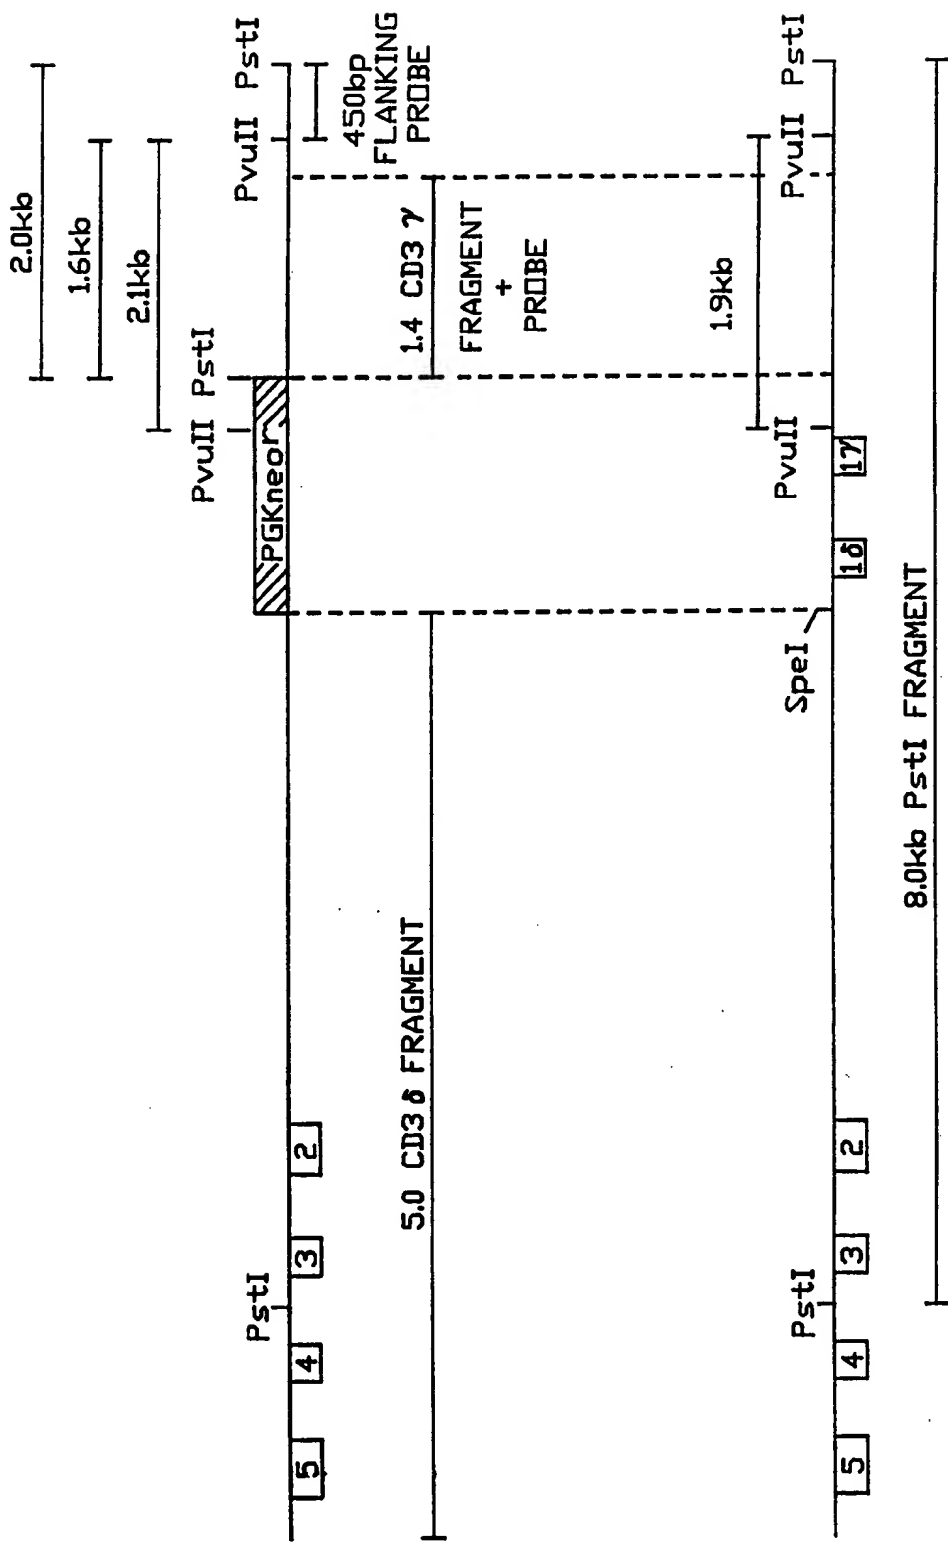 2.0kb
1.6kb
2.1kb
PstI
PvuII PstI
PvuII PstI
5
4
3
2
PGKneor
450bp
FLANKING
PROBE
5.0 CD3 δ FRAGMENT
1.4 CD3 γ
FRAGMENT
+
PROBE
1.9kb
PstI
SpeI
PvuII
PvuII PstI
5
4
3
2
1δ
1γ
8.0kb PstI FRAGMENT